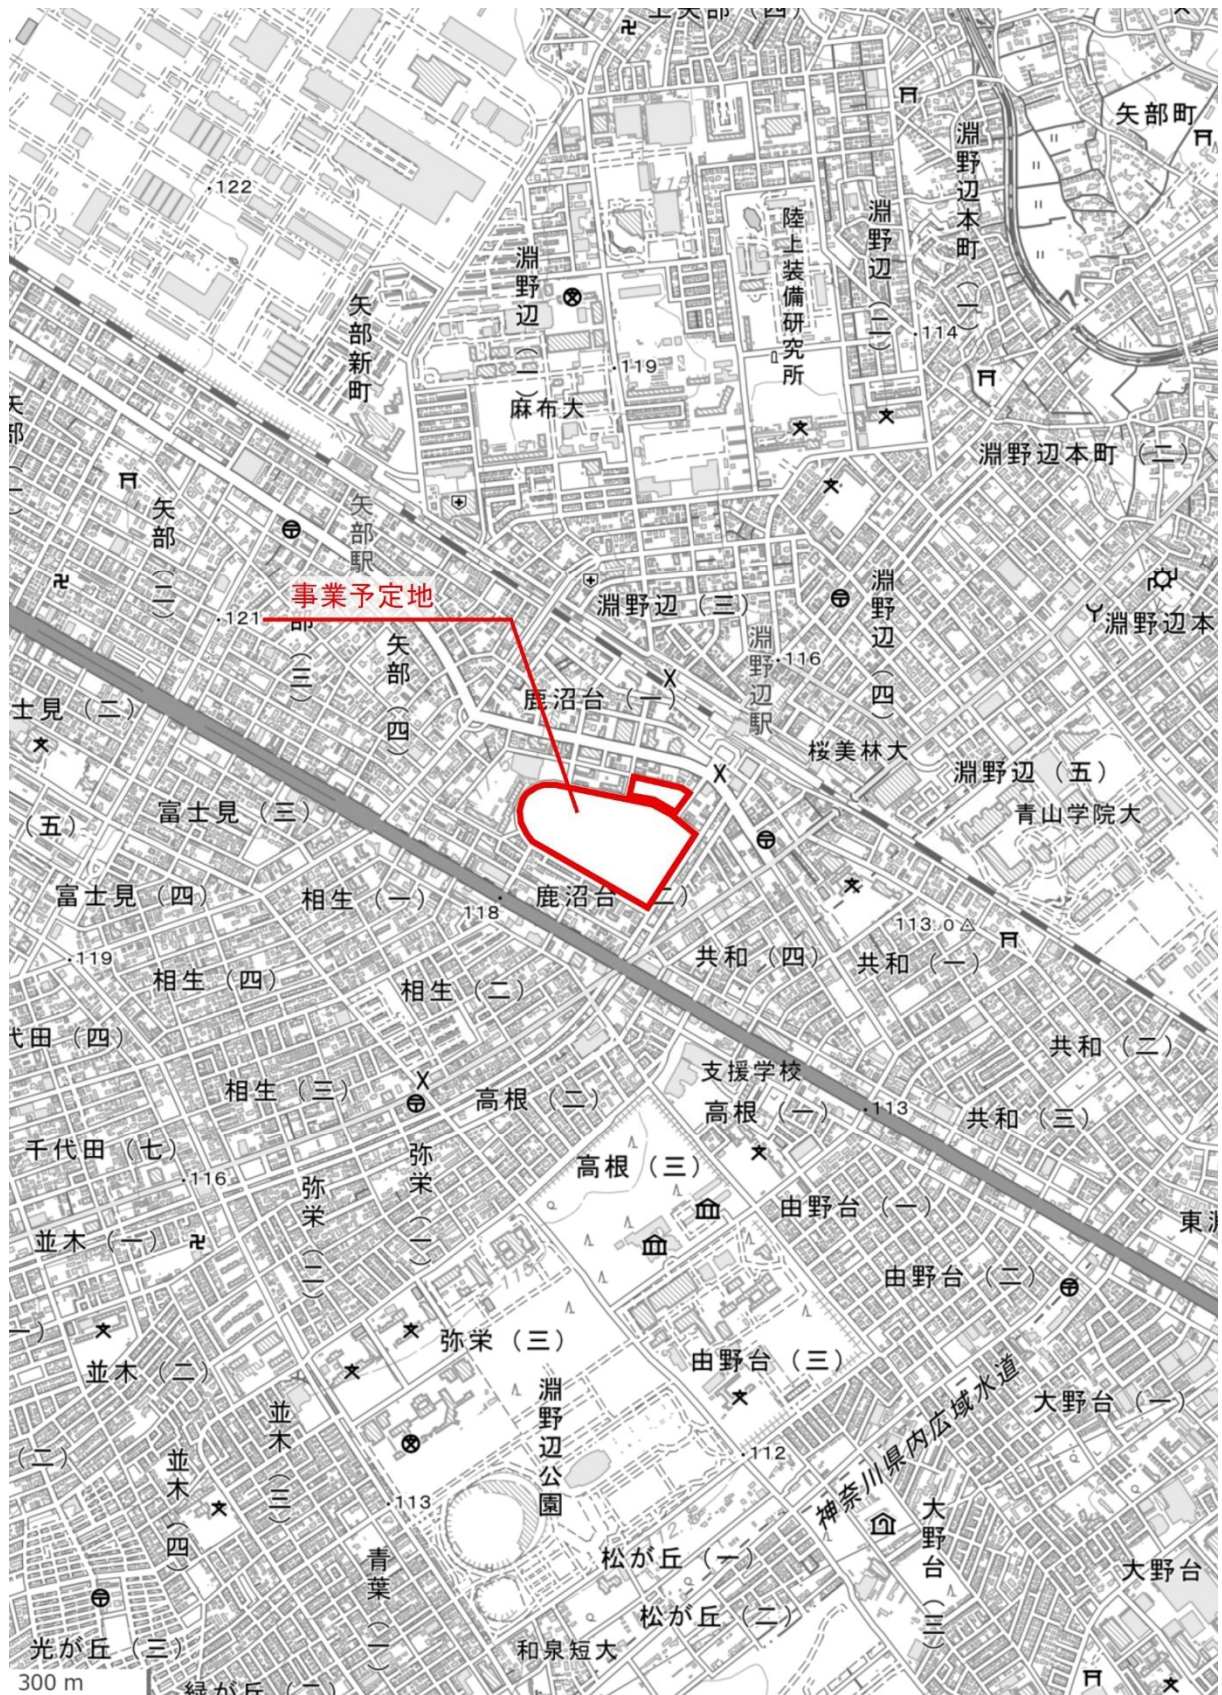 上矢部（四）
矢部町
淵野辺本町（一）
・122
淵野辺（二）
陸上装備研究所
淵野辺（一）
矢部新町
・114
・119
麻布大
淵野辺本町（二）
矢部（二）
矢部駅
淵野辺（四）
事業予定地
淵野辺（三）
・121
部（三）
淵野辺本
矢部（四）
淵野辺駅
・116
鹿沼台（一）
士見（二）
桜美林大
淵野辺（五）
富士見（三）
青山学院大
（五）
富士見（四）
相生（一）
鹿沼台（二）
118
113.0
・119
共和（四）
共和（一）
相生（四）
相生（二）
代田（四）
共和（二）
支援学校
相生（三）
高根（二）
高根（一）
・113
共和（三）
千代田（七）
弥栄（一）
高根（三）
・116
弥栄（二）
由野台（一）
並木（一）
東淵
由野台（二）
弥栄（三）
由野台（三）
並木（二）
淵野辺公園
神奈川県内広域水道
大野台（一）
並木（三）
（二）
並木（四）
・112
・113
大野台（三）
青葉（一）
松が丘（一）
大野台
松が丘（二）
光が丘（三）
和泉短大
300 m
緑が丘（二）